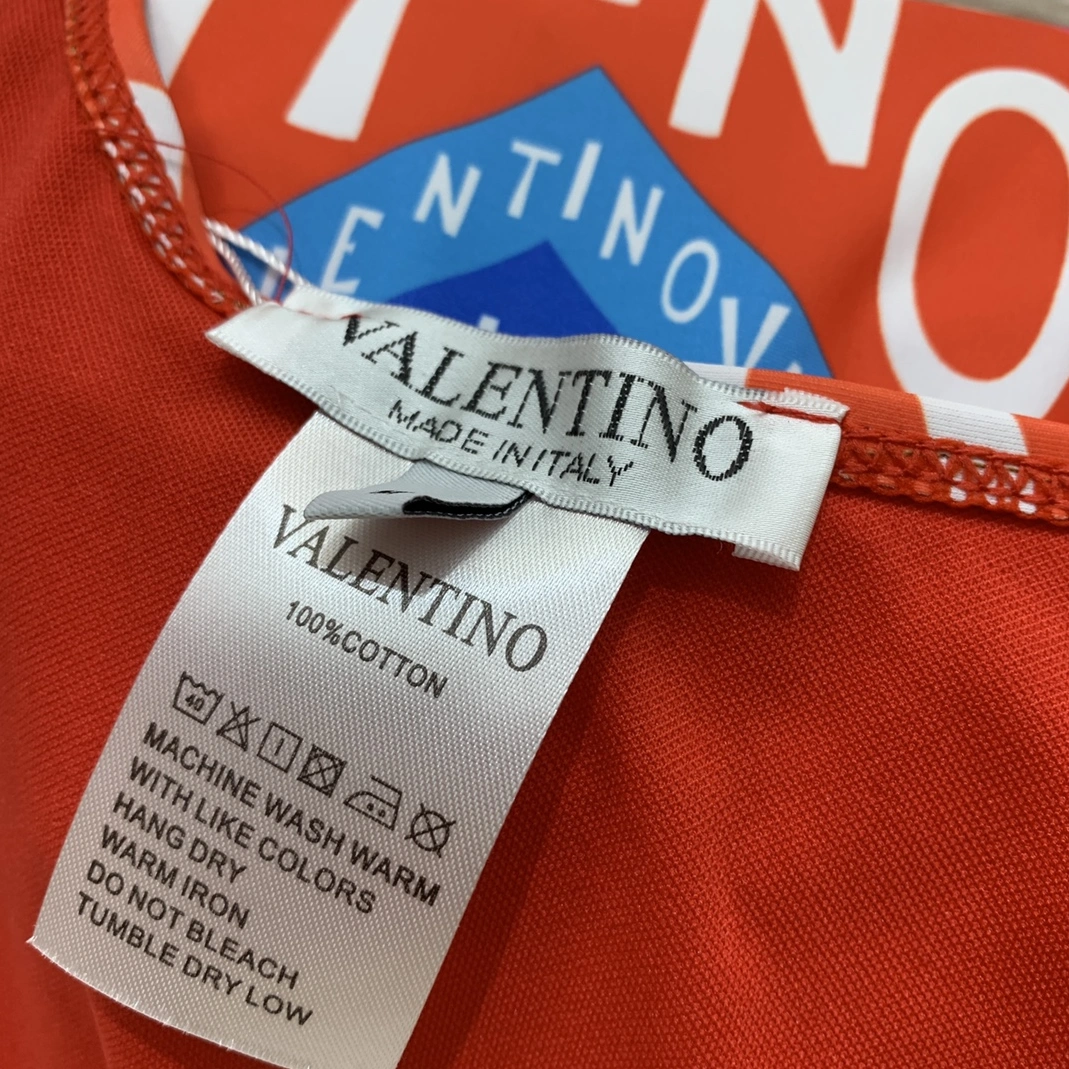 T-NO
ENTINOV
VALENTINO
MADE IN ITALY
VALENTINO
100%COTTON
40
MACHINE WASH WARM
WITH LIKE COLORS
HANG DRY
WARM IRON
DO NOT BLEACH
TUMBLE DRY LOW